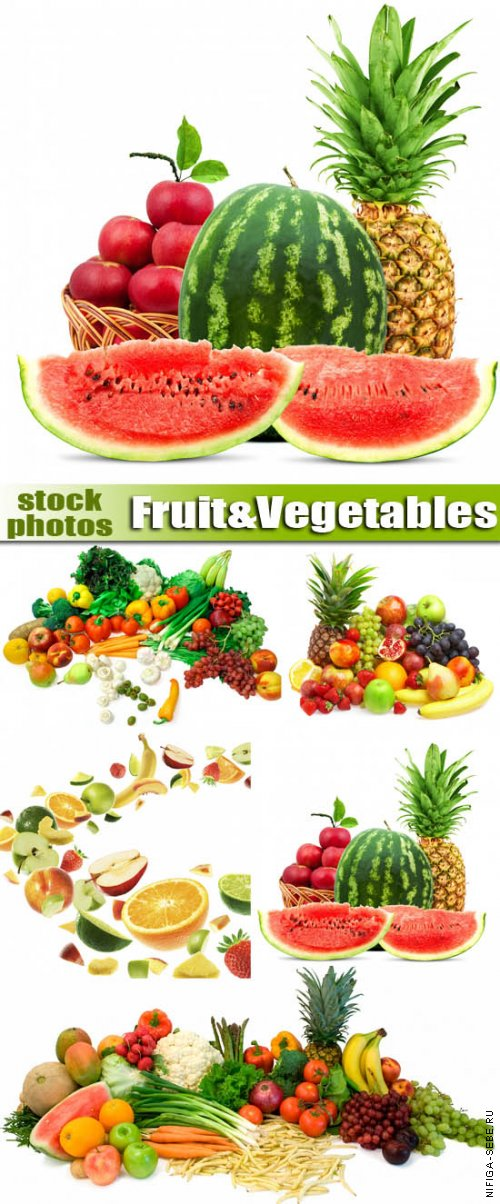 stock
photos
Fruit&Vegetables
NIFIGA-SEBE.RU